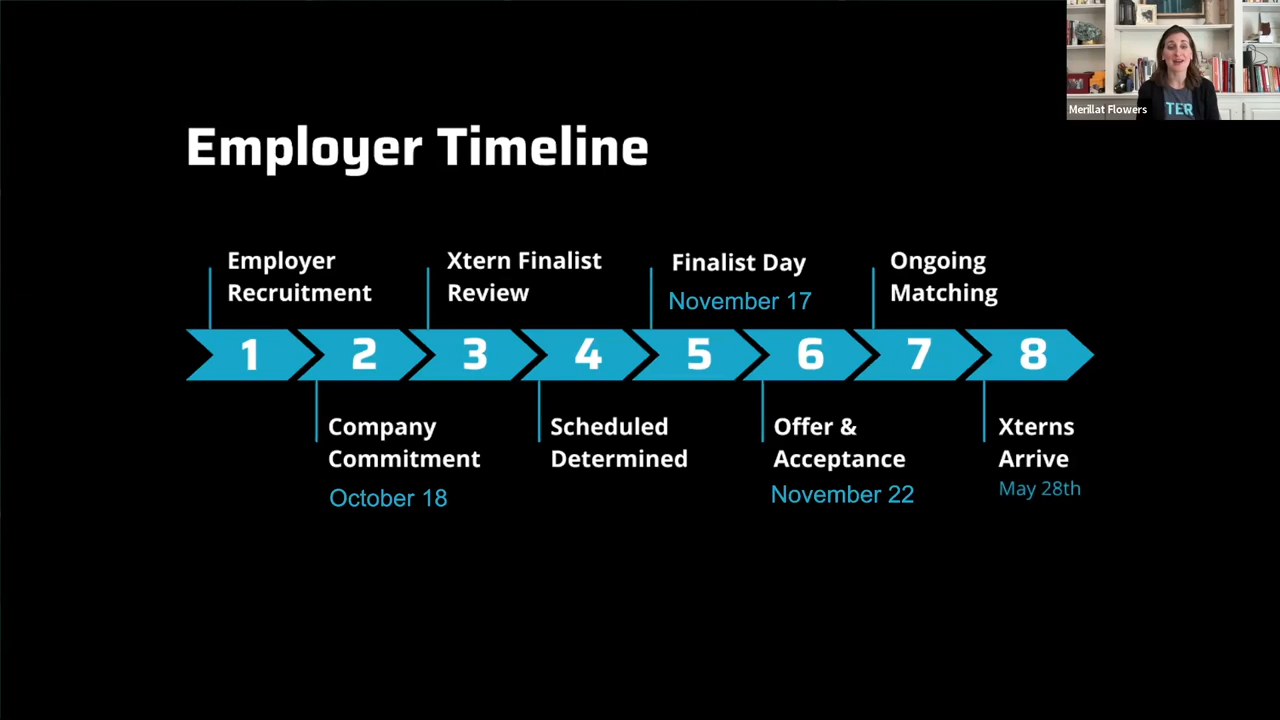 Merillat Flowers
TER
Employer Timeline
Employer
Recruitment
Xtern Finalist
Review
Finalist Day
November 17
Ongoing
Matching
1
2
3
4
5
6
7
8
Company
Commitment
October 18
Scheduled
Determined
Offer &
Acceptance
November 22
Xterns
Arrive
May 28th